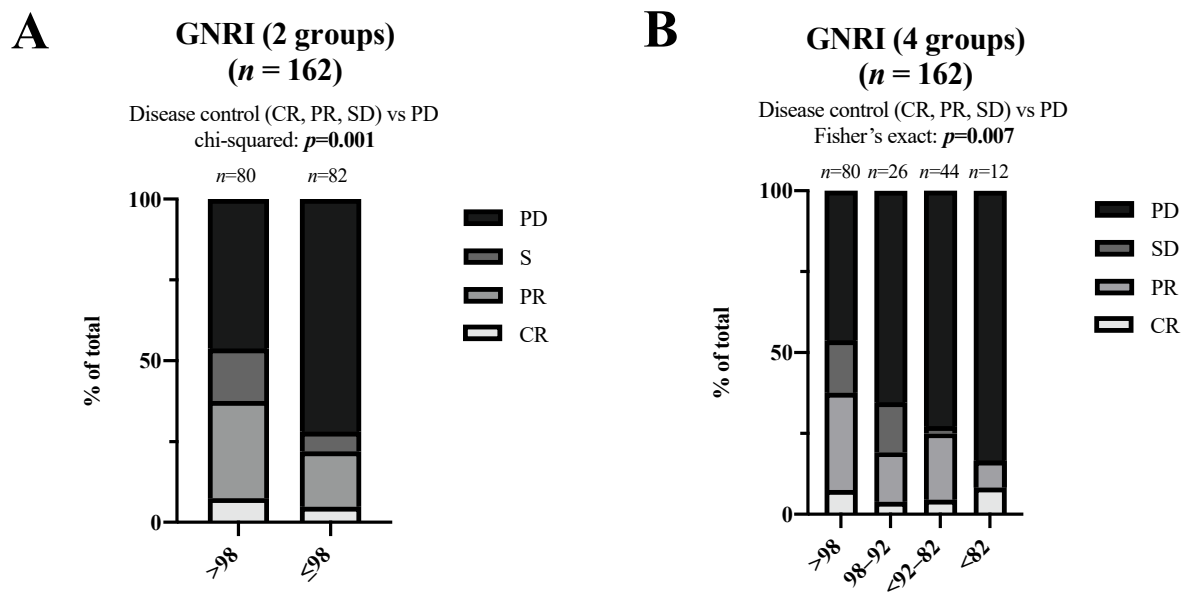 A
GNRI (2 groups)
(n = 162)
Disease control (CR, PR, SD) vs PD
chi-squared: p=0.001
n=80 n=82
100
50
0
% of total
>98
≤98
PD
S
PR
CR
B
GNRI (4 groups)
(n = 162)
Disease control (CR, PR, SD) vs PD
Fisher’s exact: p=0.007
n=80 n=26 n=44 n=12
100
50
0
% of total
>98
98–92
<92–82
<82
PD
SD
PR
CR